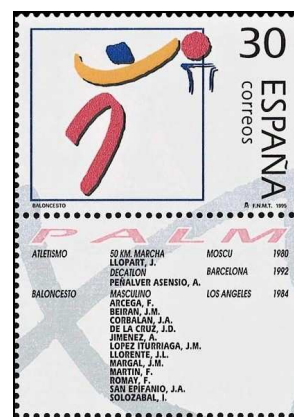 30
ESPAÑA
correos
BALONCESTO
F.N.M.T. 1995
PALM
ATLETISMO 50 KM. MARCHA MOSCU 1980
LLOPART, J.
DECATLON BARCELONA 1992
PEÑALVER ASENSIO, A.
BALONCESTO MASCULINO LOS ANGELES 1984
ARCEGA, F.
BEIRAN, J.M.
CORBALAN, J.A.
DE LA CRUZ, J.D.
JIMENEZ, A.
LOPEZ ITURRIAGA, J.M.
LLORENTE, J.L.
MARGAL, J.M.
MARTIN, F.
ROMAY, F.
SAN EPIFANIO, J.A.
SOLOZABAL, I.